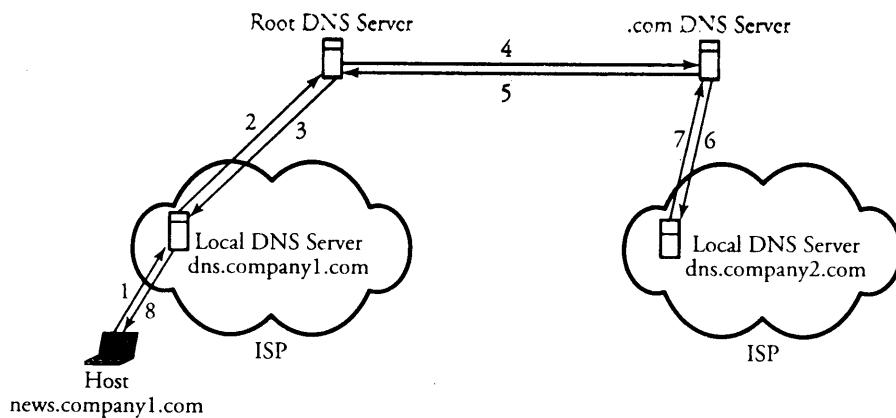 Root DNS Server
.com DNS Server
4
5
2
3
7
6
Local DNS Server
dns.company1.com
Local DNS Server
dns.company2.com
1
8
ISP
ISP
Host
news.company1.com